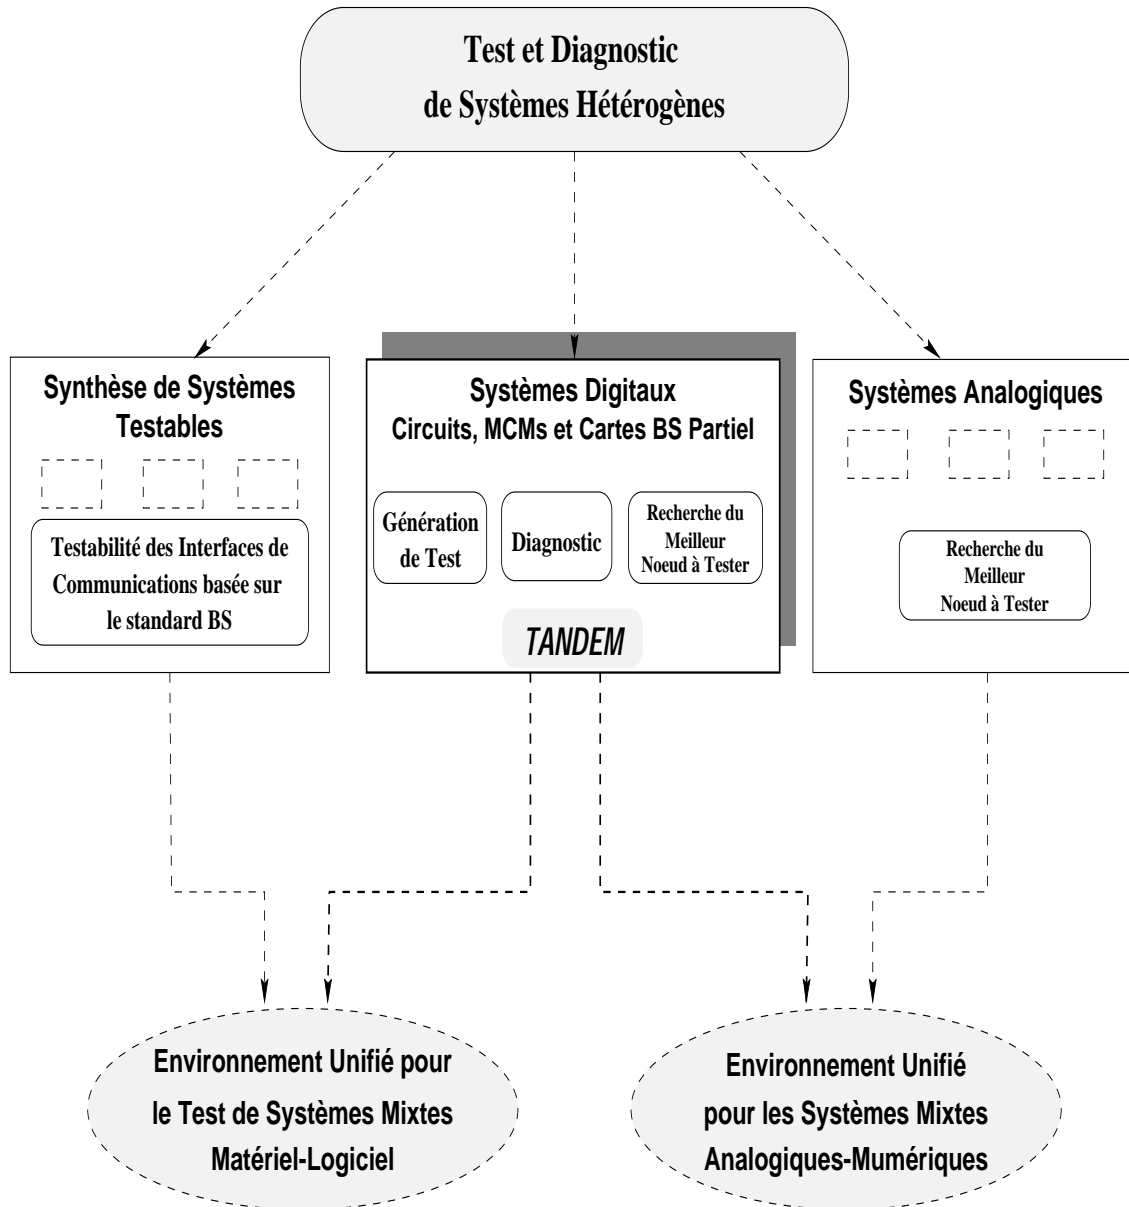 Test et Diagnostic
de Systèmes Hétérogènes
Synthèse de Systèmes
Testables
Testabilité des Interfaces de
Communications basée sur
le standard BS
Systèmes Digitaux
Circuits, MCMs et Cartes BS Partiel
Génération
de Test
Diagnostic
Recherche du
Meilleur
Noeud à Tester
TANDEM
Systèmes Analogiques
Recherche du
Meilleur
Noeud à Tester
Environnement Unifié pour
le Test de Systèmes Mixtes
Matériel-Logiciel
Environnement Unifié
pour les Systèmes Mixtes
Analogiques-Mumériques